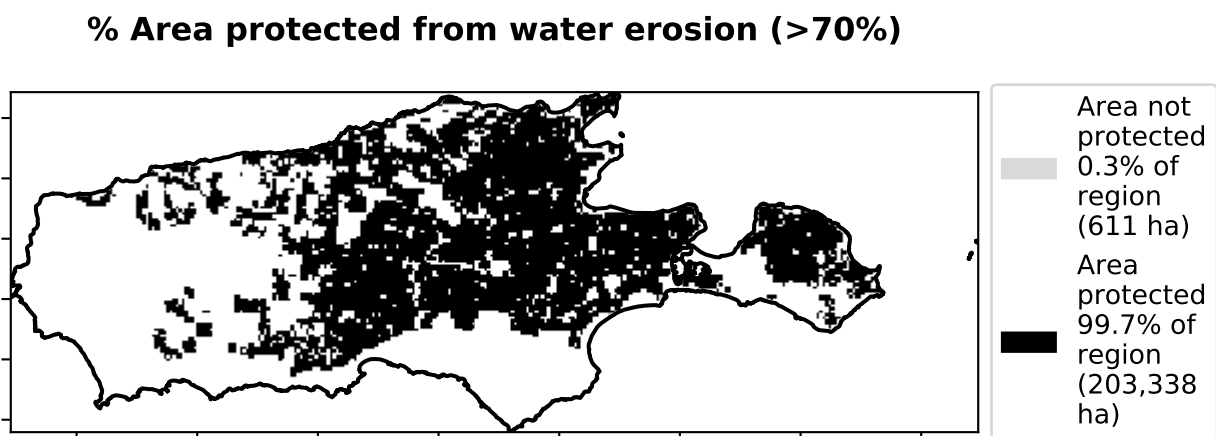 % Area protected from water erosion (>70%)
Area not
protected
0.3% of
region
(611 ha)
Area
protected
99.7% of
region
(203,338
ha)